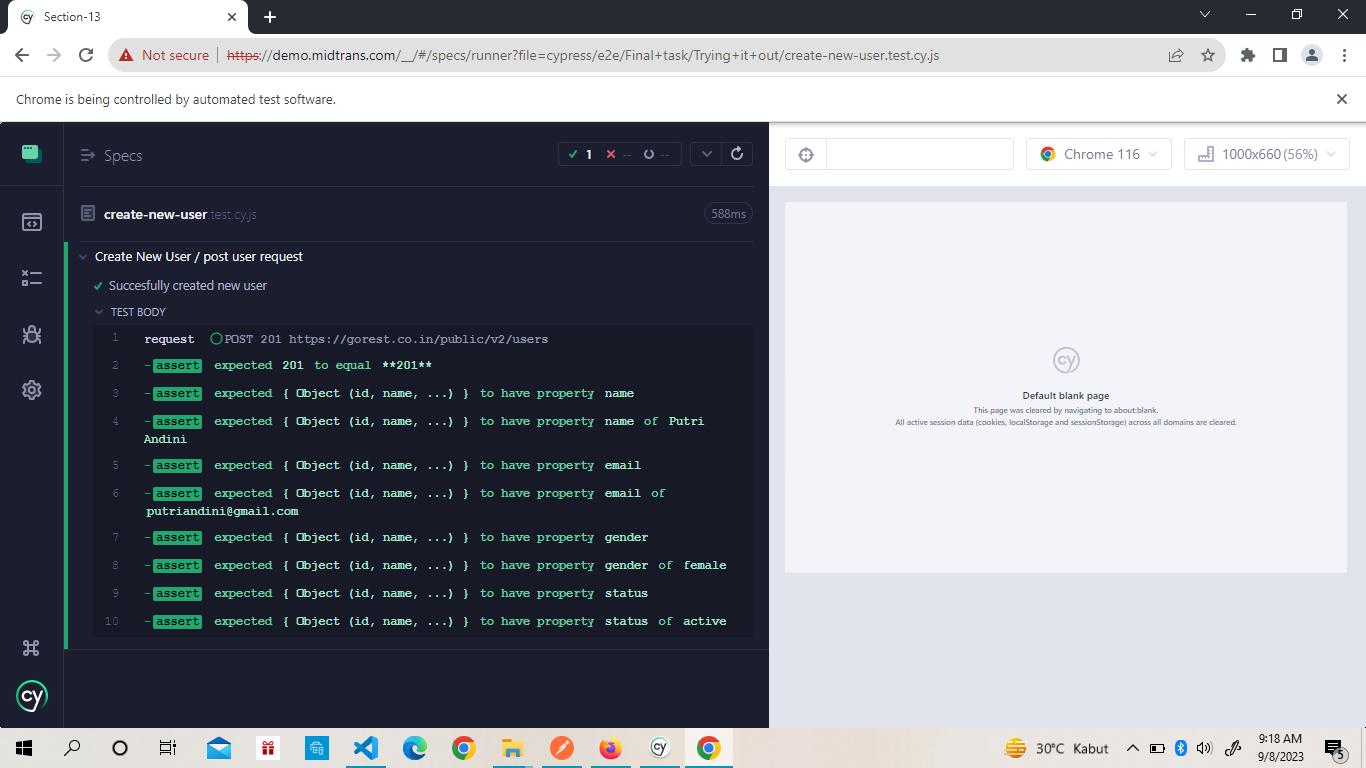 cy Section-13
Not secure https://demo.midtrans.com/__/#/specs/runner?file=cypress/e2e/Final+task/Trying+it+out/create-new-user.test.cy.js
Chrome is being controlled by automated test software.
Specs 1 -- --
Chrome 116 1000x660 (56%)
create-new-user.test.cy.js 588ms
Create New User / post user request
Succesfully created new user
TEST BODY
1 request POST 201 https://gorest.co.in/public/v2/users
2 -assert expected 201 to equal **201**
3 -assert expected { Object (id, name, ...) } to have property name
4 -assert expected { Object (id, name, ...) } to have property name of Putri
Andini
5 -assert expected { Object (id, name, ...) } to have property email
6 -assert expected { Object (id, name, ...) } to have property email of
putriandini@gmail.com
7 -assert expected { Object (id, name, ...) } to have property gender
8 -assert expected { Object (id, name, ...) } to have property gender of female
9 -assert expected { Object (id, name, ...) } to have property status
10 -assert expected { Object (id, name, ...) } to have property status of active
cy
Default blank page
This page was cleared by navigating to about:blank.
All active session data (cookies, localStorage and sessionStorage) across all domains are cleared.
cy
cy
30°C Kabut
9:18 AM
9/8/2023
5